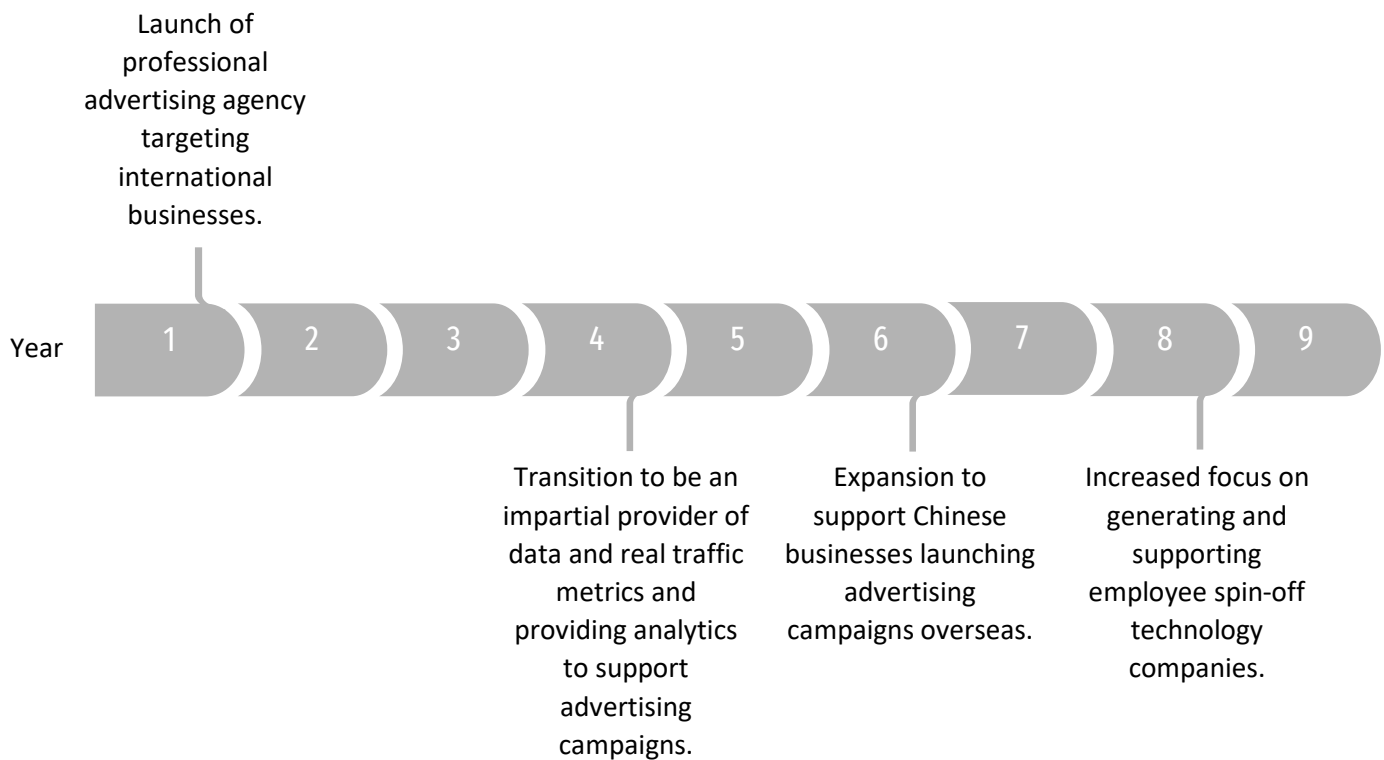 Launch of
professional
advertising agency
targeting
international
businesses.
Year
1
2
3
4
5
6
7
8
9
Transition to be an
impartial provider of
data and real traffic
metrics and
providing analytics
to support
advertising
campaigns.
Expansion to
support Chinese
businesses launching
advertising
campaigns overseas.
Increased focus on
generating and
supporting
employee spin-off
technology
companies.